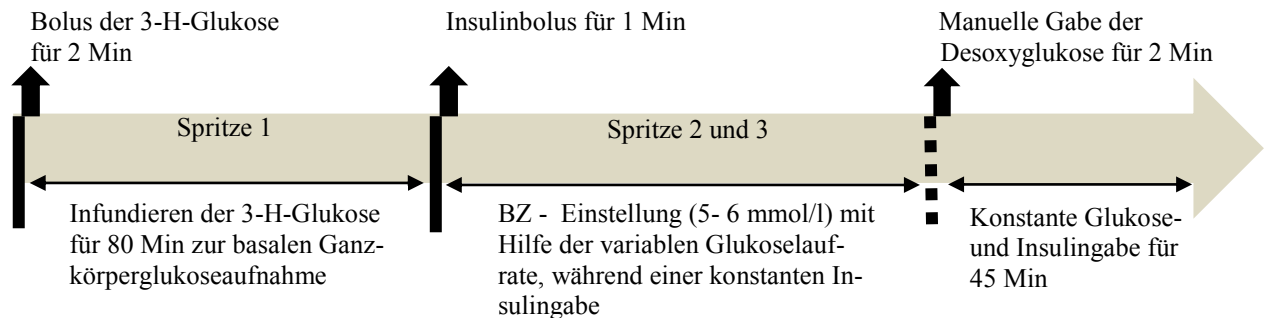 Bolus der 3-H-Glukose
für 2 Min
Insulinbolus für 1 Min
Manuelle Gabe der
Desoxyglukose für 2 Min
Spritze 1
Spritze 2 und 3
Infundieren der 3-H-Glukose
für 80 Min zur basalen Ganz-
körperglukoseaufnahme
BZ - Einstellung (5- 6 mmol/l) mit
Hilfe der variablen Glukoselauf-
rate, während einer konstanten In-
sulingabe
Konstante Glukose-
und Insulingabe für
45 Min